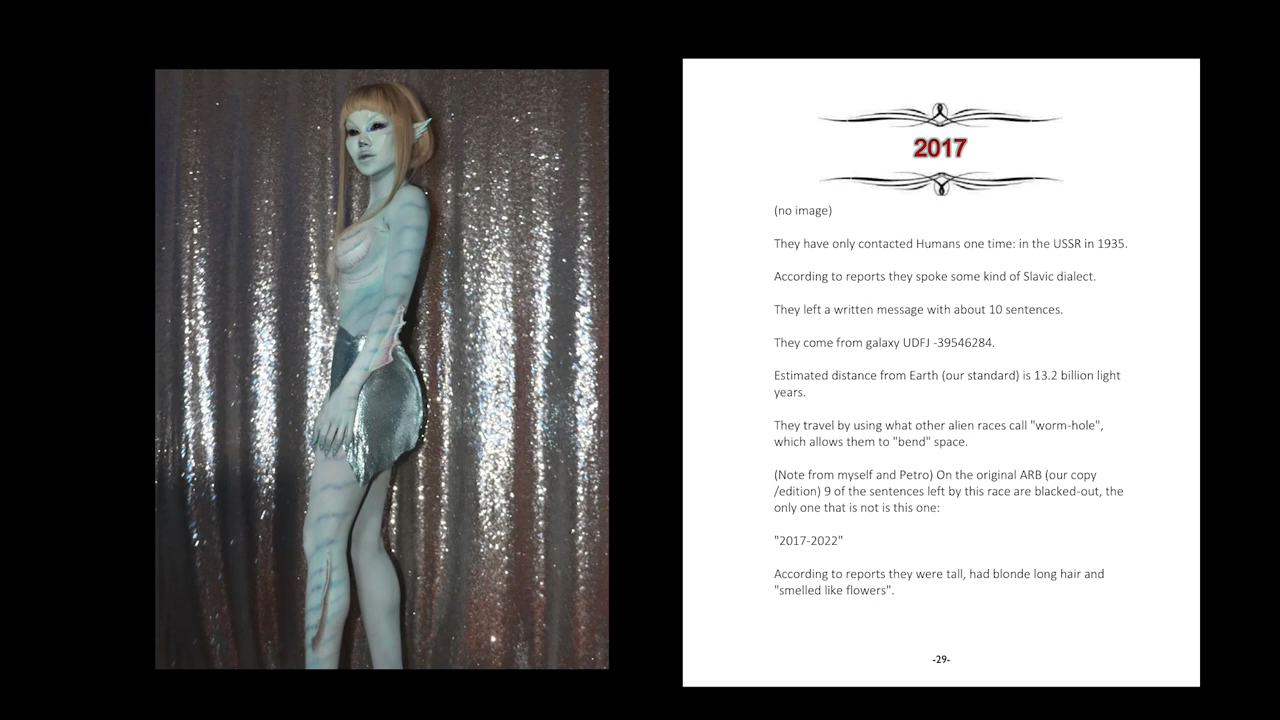 2017
(no image)
They have only contacted Humans one time: in the USSR in 1935.
According to reports they spoke some kind of Slavic dialect.
They left a written message with about 10 sentences.
They come from galaxy UDFJ -39546284.
Estimated distance from Earth (our standard) is 13.2 billion light
years.
They travel by using what other alien races call "worm-hole",
which allows them to "bend" space.
(Note from myself and Petro) On the original ARB (our copy
/edition) 9 of the sentences left by this race are blacked-out, the
only one that is not is this one:
"2017-2022"
According to reports they were tall, had blonde long hair and
"smelled like flowers".
-29-